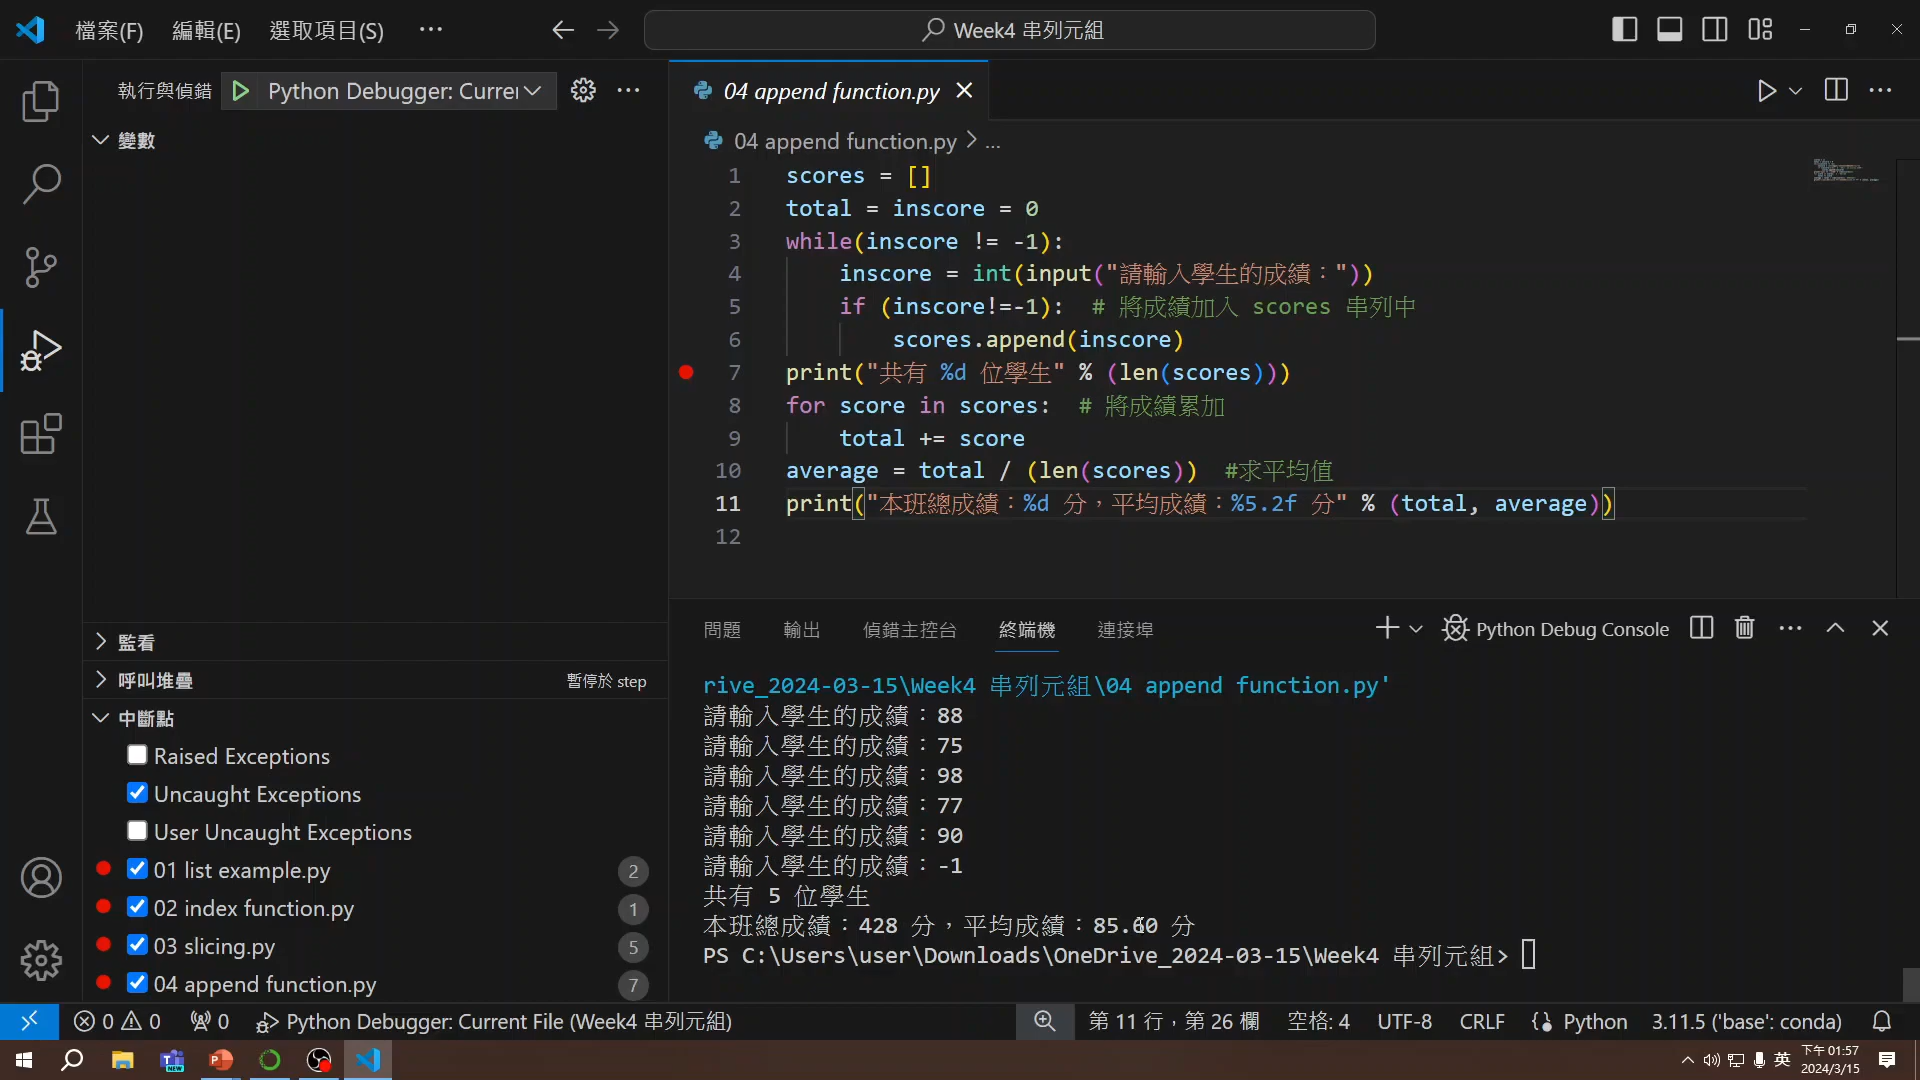 檔案(F) 編輯(E) 選取項目(S) ··· Week4 串列元組
執行與偵錯 Python Debugger: Curre
04 append function.py
變數
04 append function.py > ...
1 scores = []
2 total = inscore = 0
3 while(inscore != -1):
4 inscore = int(input("請輸入學生的成績："))
5 if (inscore!=-1): # 將成績加入 scores 串列中
6 scores.append(inscore)
7 print("共有 %d 位學生" % (len(scores)))
8 for score in scores: # 將成績累加
9 total += score
10 average = total / (len(scores)) #求平均值
11 print("本班總成績：%d 分，平均成績：%5.2f 分" % (total, average))
12
監看
呼叫堆疊 暫停於 step
中斷點
Raised Exceptions
Uncaught Exceptions
User Uncaught Exceptions
01 list example.py 2
02 index function.py 1
03 slicing.py 5
04 append function.py 7
問題 輸出 偵錯主控台 終端機 連接埠 Python Debug Console
rive_2024-03-15\Week4 串列元組\04 append function.py'
請輸入學生的成績：88
請輸入學生的成績：75
請輸入學生的成績：98
請輸入學生的成績：77
請輸入學生的成績：90
請輸入學生的成績：-1
共有 5 位學生
本班總成績：428 分，平均成績：85.60 分
PS C:\Users\user\Downloads\OneDrive_2024-03-15\Week4 串列元組>
0 0 0 Python Debugger: Current File (Week4 串列元組) 第 11 行，第 26 欄 空格: 4 UTF-8 CRLF Python 3.11.5 ('base': conda)
英 下午 01:57
2024/3/15